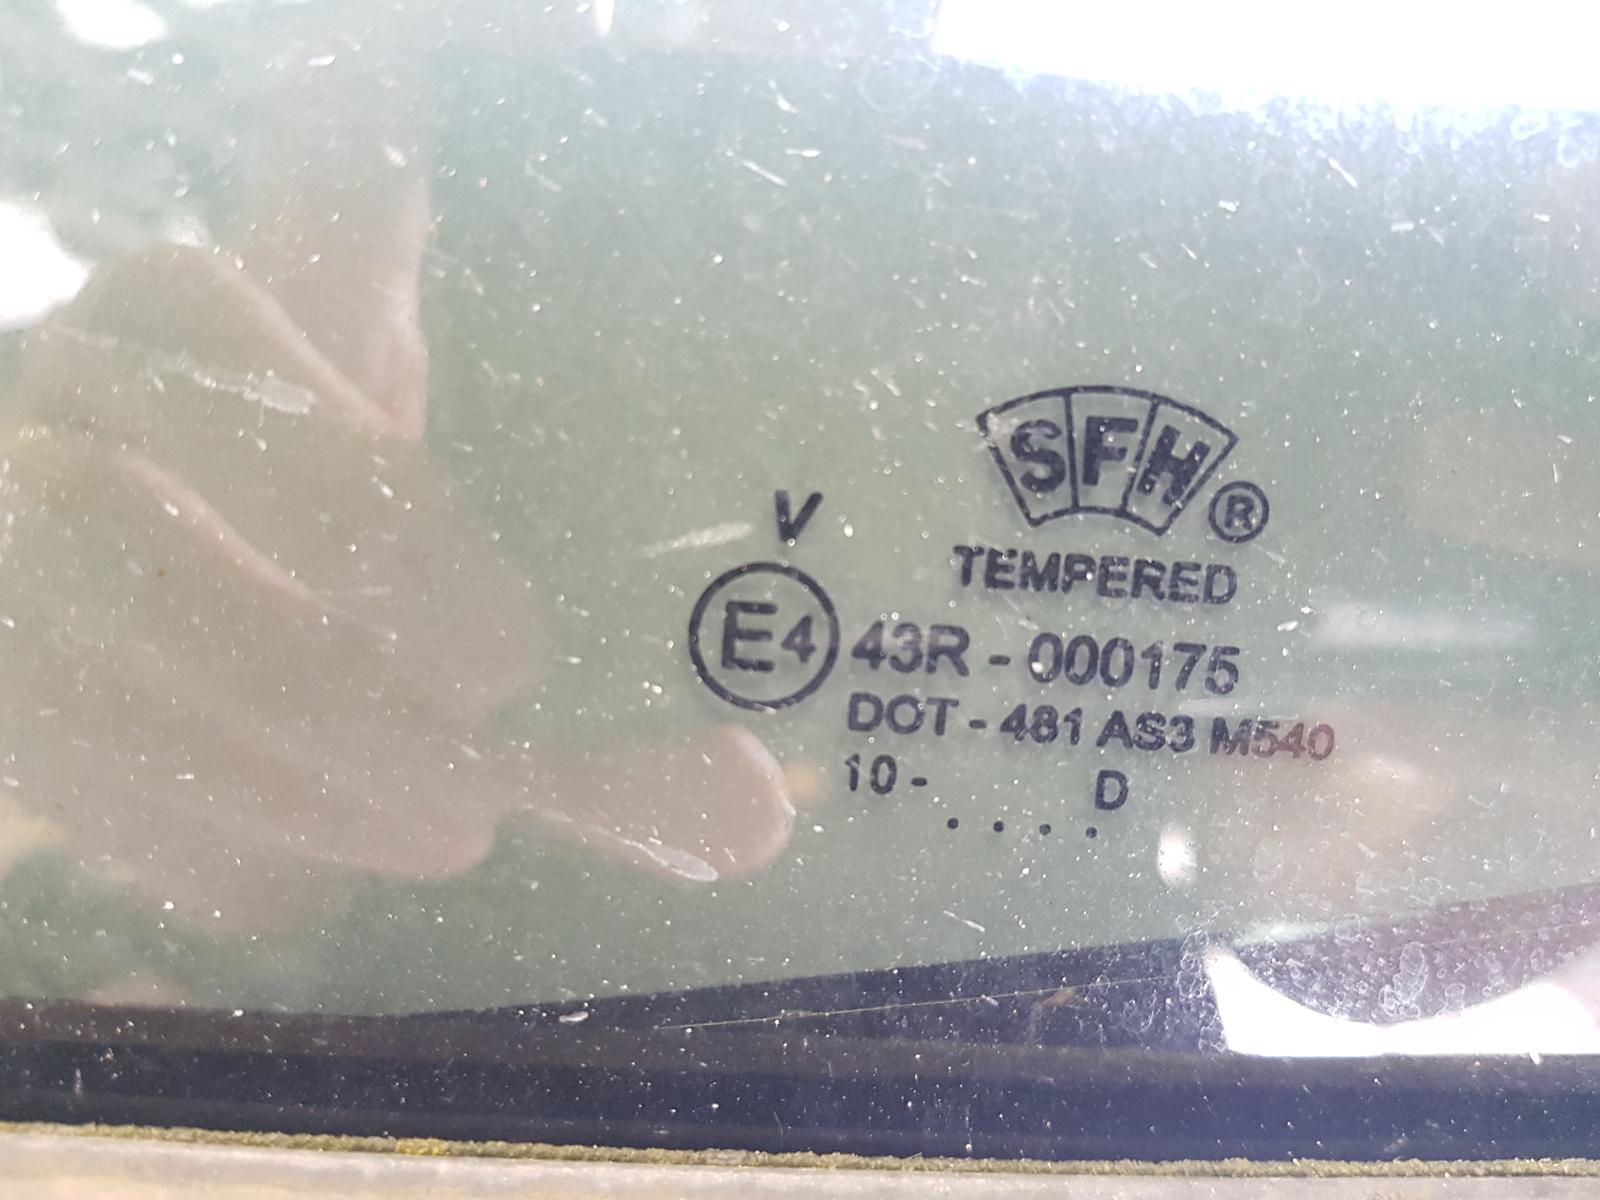 SFH ®
TEMPERED
V
E4 43R - 000175
DOT - 481 AS3 M540
10- D
. . . .